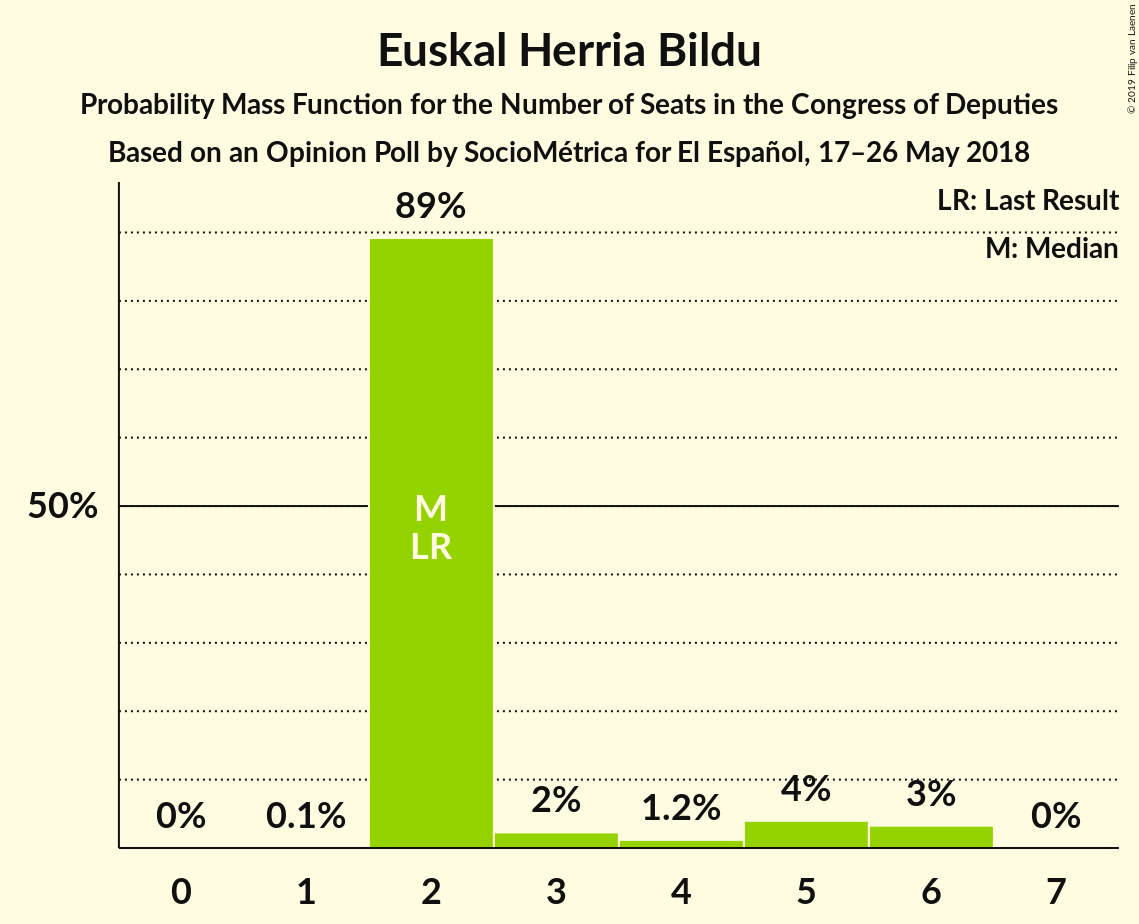 Euskal Herria Bildu
Probability Mass Function for the Number of Seats in the Congress of Deputies
Based on an Opinion Poll by SocioMétrica for El Español, 17–26 May 2018
© 2019 Filip van Laenen
LR: Last Result
M: Median
89%
50%
M
LR
0%
0.1%
2%
1.2%
4%
3%
0%
0 1 2 3 4 5 6 7